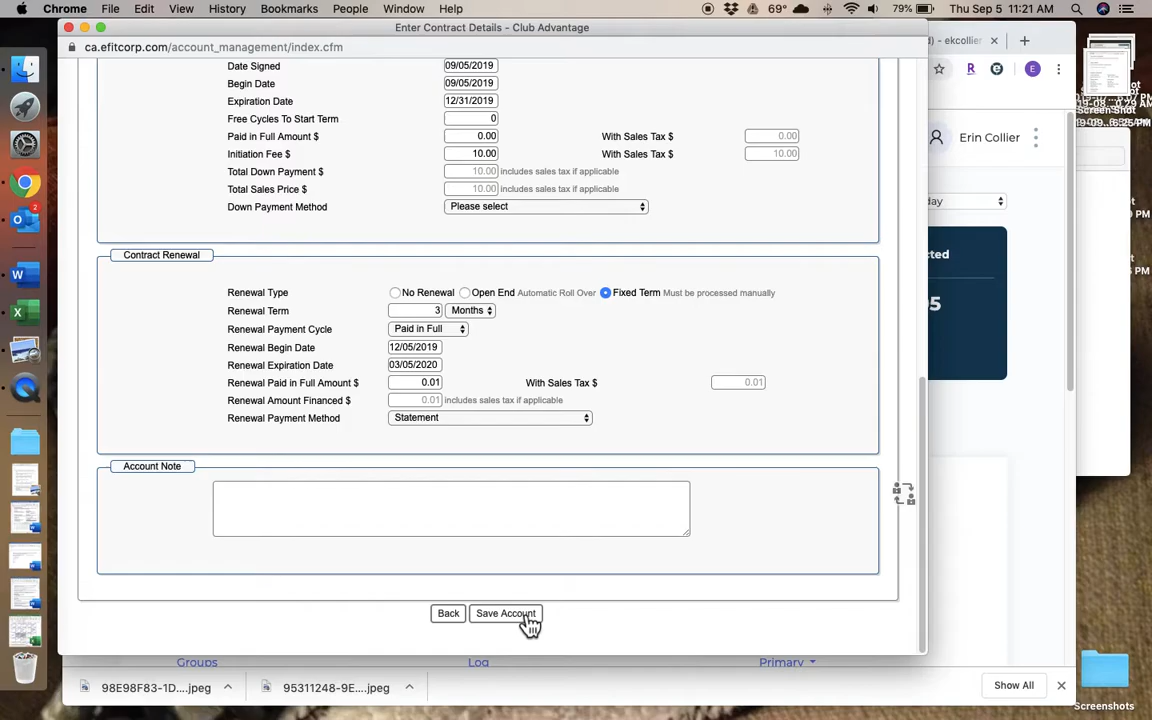 Chrome File Edit View History Bookmarks People Window Help 69° 79% Thu Sep 5 11:21 AM
Enter Contract Details - Club Advantage
ca.efitcorp.com/account_management/index.cfm
d) - ekcollier
E
Erin Collier
day
cted
5
Screen Shot
Date Signed 09/05/2019
Begin Date 09/05/2019
Expiration Date 12/31/2019
Free Cycles To Start Term 0
Paid in Full Amount $ 0.00 With Sales Tax $ 0.00
Initiation Fee $ 10.00 With Sales Tax $ 10.00
Total Down Payment $ 10.00 includes sales tax if applicable
Total Sales Price $ 10.00 includes sales tax if applicable
Down Payment Method Please select
Contract Renewal
Renewal Type No Renewal Open End Automatic Roll Over Fixed Term Must be processed manually
Renewal Term 3 Months
Renewal Payment Cycle Paid in Full
Renewal Begin Date 12/05/2019
Renewal Expiration Date 03/05/2020
Renewal Paid in Full Amount $ 0.01 With Sales Tax $ 0.01
Renewal Amount Financed $ 0.01 includes sales tax if applicable
Renewal Payment Method Statement
Account Note
Back Save Account
Groups Log Primary
98E98F83-1D....jpeg 95311248-9E....jpeg Show All
Screenshots